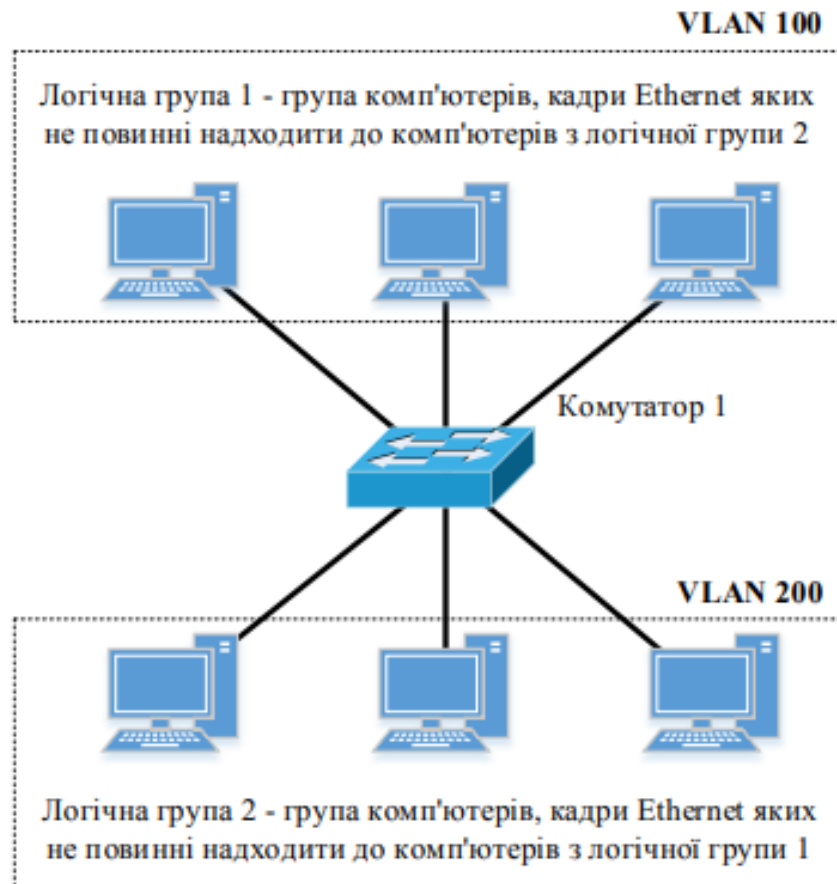 VLAN 100
Логічна група 1 - група комп'ютерів, кадри Ethernet яких
не повинні надходити до комп'ютерів з логічної групи 2
Комутатор 1
VLAN 200
Логічна група 2 - група комп'ютерів, кадри Ethernet яких
не повинні надходити до комп'ютерів з логічної групи 1